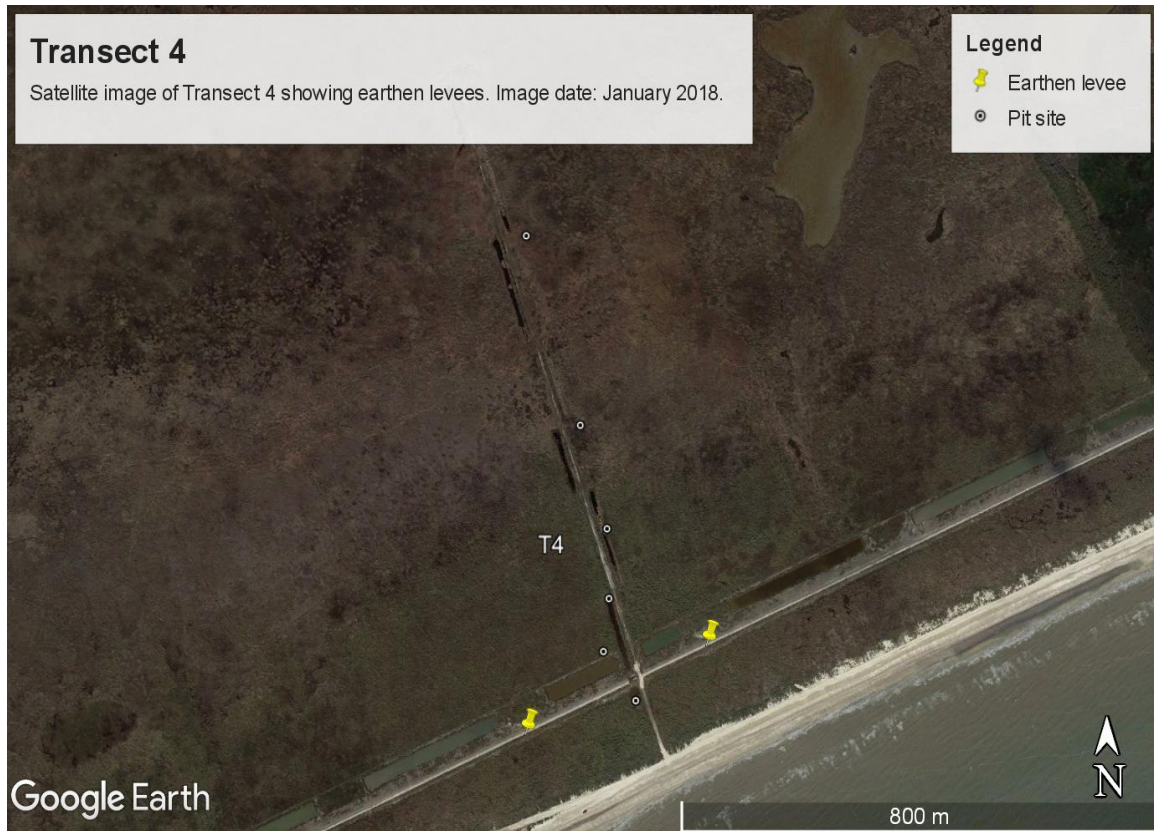 Transect 4
Satellite image of Transect 4 showing earthen levees. Image date: January 2018.
Legend
Earthen levee
Pit site
T4
Google Earth
N
800 m